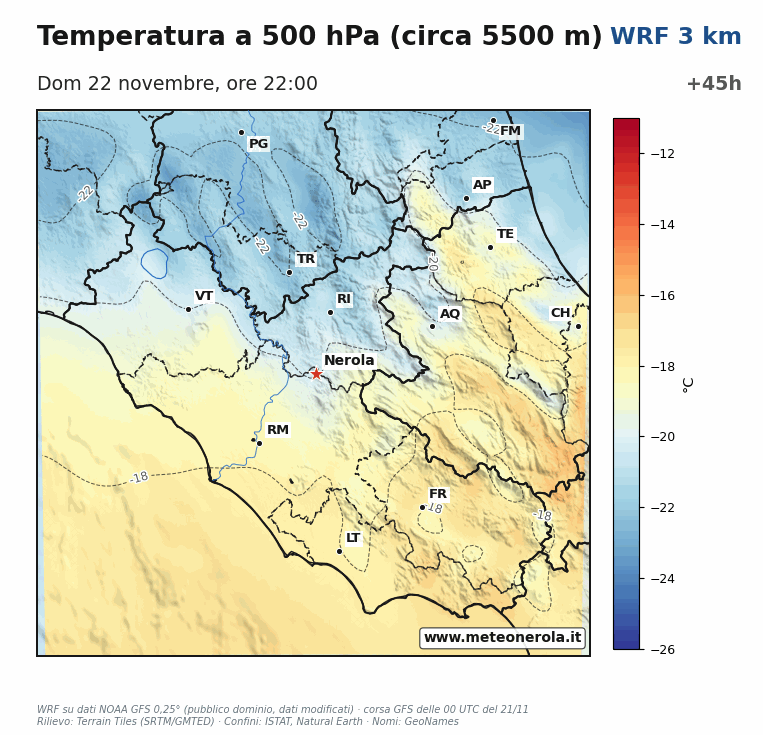 Temperatura a 500 hPa (circa 5500 m) WRF 3 km
Dom 22 novembre, ore 22:00 +45h
-22 FM
PG
AP
-22
-22
-22
TE
-20
TR
VT
RI
AQ
CH
Nerola
RM
-18
FR
-18
-18
LT
www.meteonerola.it
−12
−14
−16
−18
−20
−22
−24
−26
°C
WRF su dati NOAA GFS 0,25° (pubblico dominio, dati modificati) · corsa GFS delle 00 UTC del 21/11
Rilievo: Terrain Tiles (SRTM/GMTED) · Confini: ISTAT, Natural Earth · Nomi: GeoNames